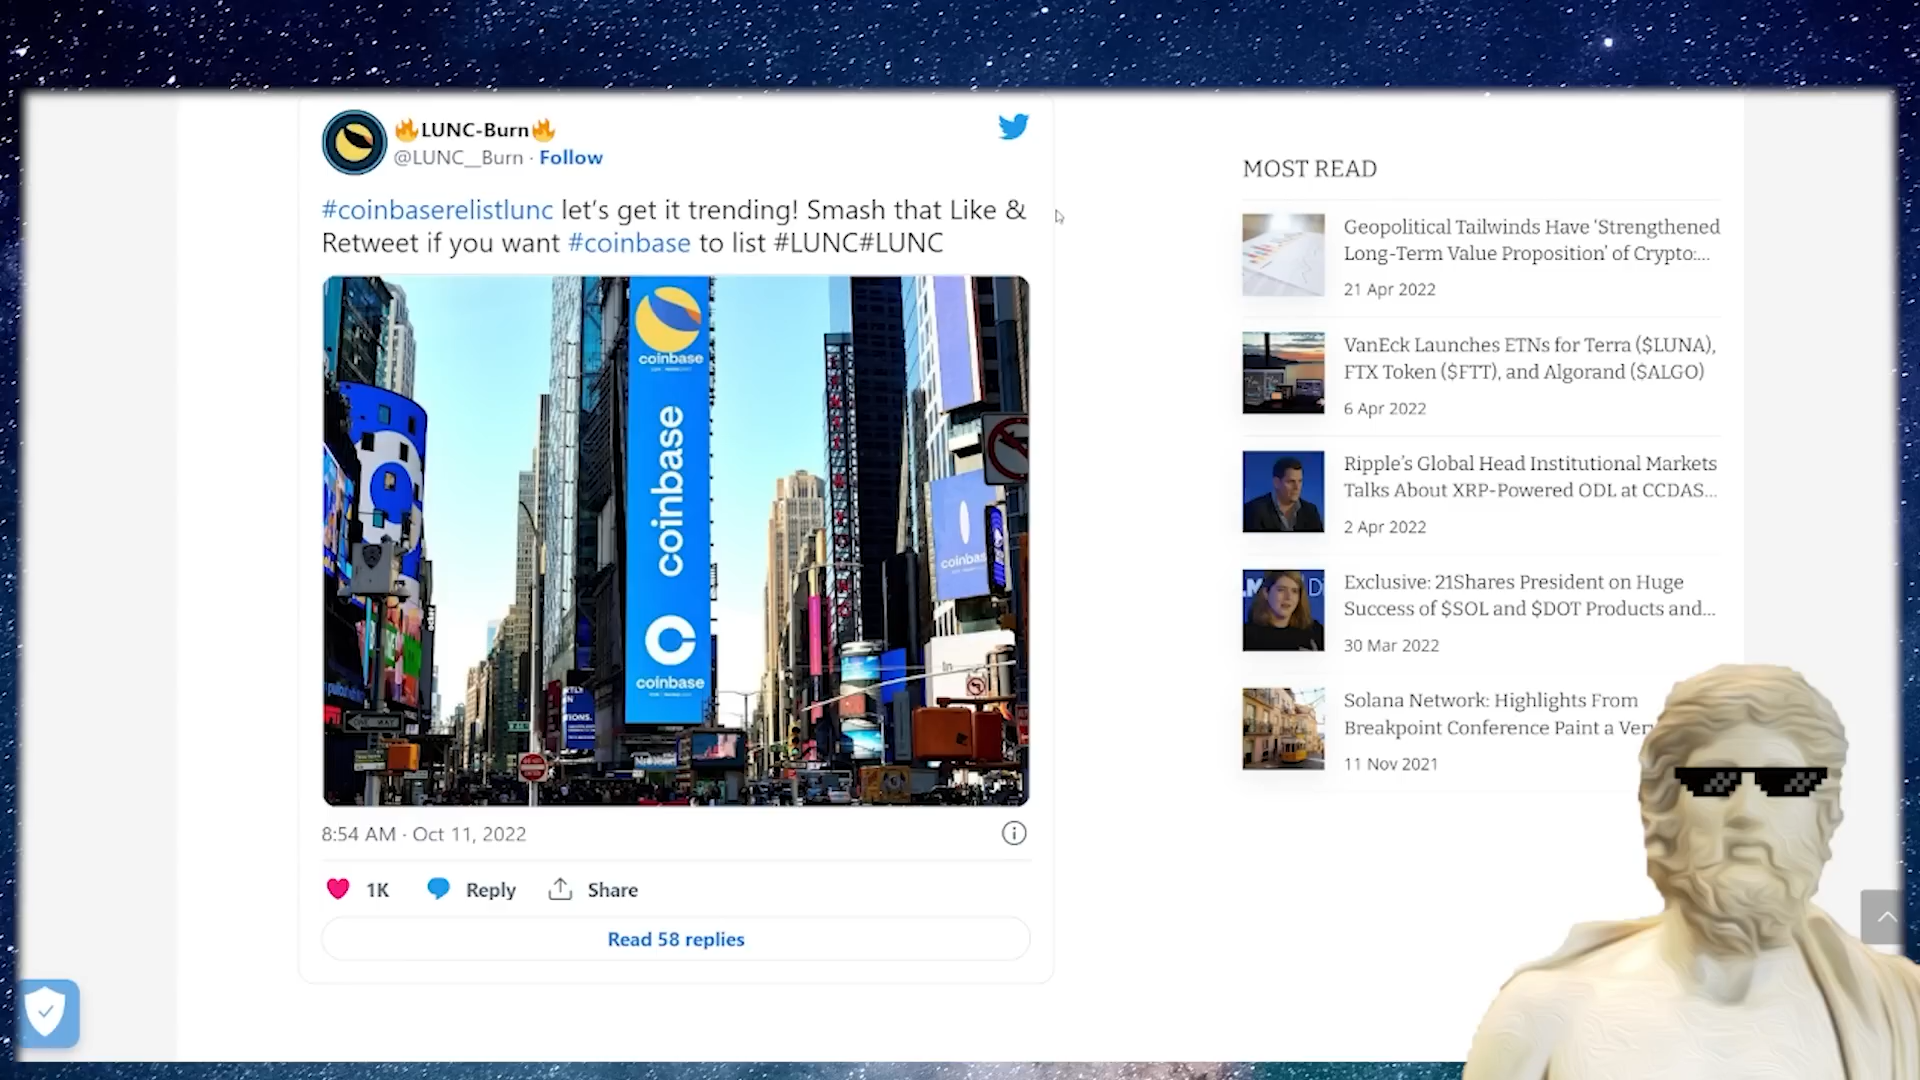 🔥LUNC-Burn🔥
@LUNC__Burn · Follow
#coinbaserelistlunc let's get it trending! Smash that Like &
Retweet if you want #coinbase to list #LUNC#LUNC
coinbase
coinbase
coinbase
coinbas
ONE WAY
8:54 AM · Oct 11, 2022
1K
Reply
Share
Read 58 replies
MOST READ
Geopolitical Tailwinds Have ‘Strengthened
Long-Term Value Proposition’ of Crypto:...
21 Apr 2022
VanEck Launches ETNs for Terra ($LUNA),
FTX Token ($FTT), and Algorand ($ALGO)
6 Apr 2022
Ripple’s Global Head Institutional Markets
Talks About XRP-Powered ODL at CCDAS...
2 Apr 2022
Exclusive: 21Shares President on Huge
Success of $SOL and $DOT Products and...
30 Mar 2022
Solana Network: Highlights From
Breakpoint Conference Paint a Very
11 Nov 2021